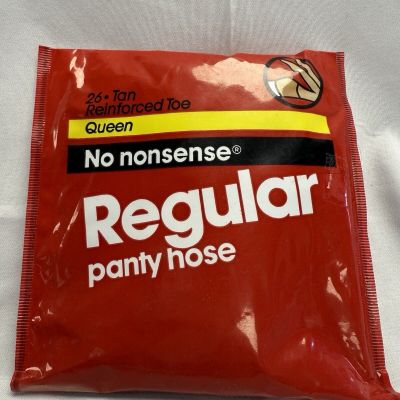 26 • Tan
Reinforced Toe
Queen
No nonsense®
Regular
panty hose